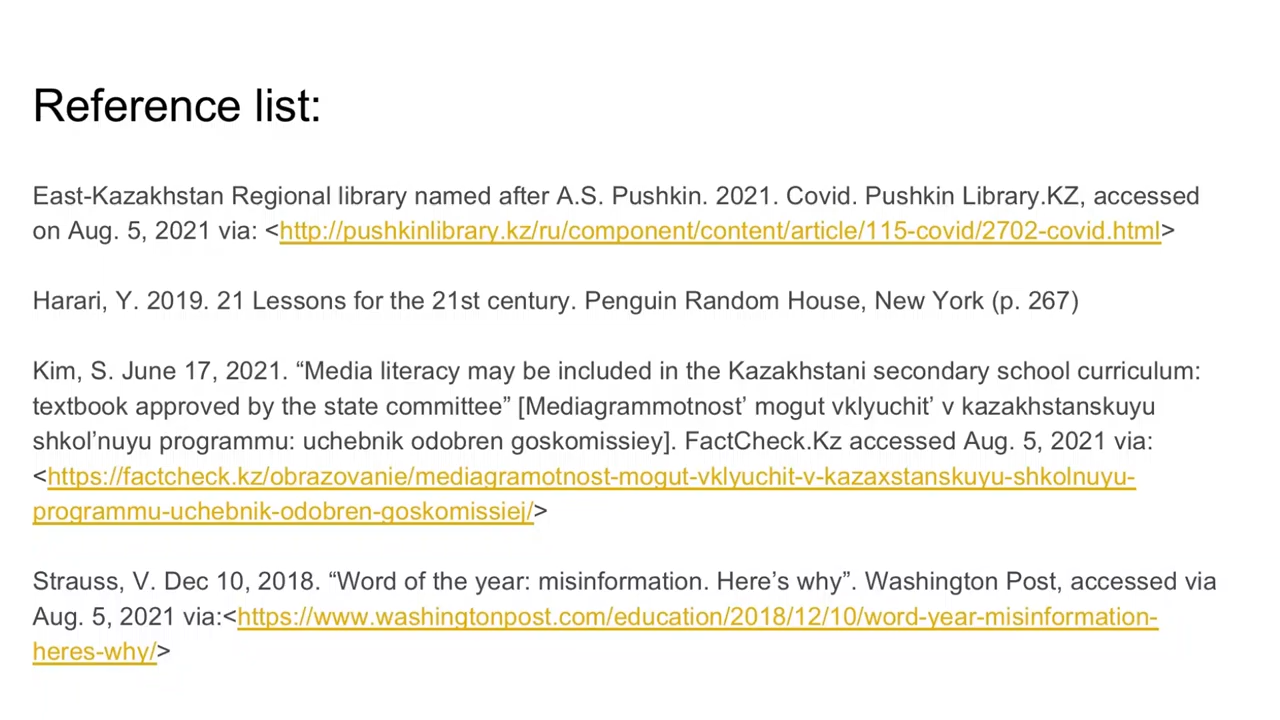 Reference list:
East-Kazakhstan Regional library named after A.S. Pushkin. 2021. Covid. Pushkin Library.KZ, accessed
on Aug. 5, 2021 via: <http://pushkinlibrary.kz/ru/component/content/article/115-covid/2702-covid.html>
Harari, Y. 2019. 21 Lessons for the 21st century. Penguin Random House, New York (p. 267)
Kim, S. June 17, 2021. “Media literacy may be included in the Kazakhstani secondary school curriculum:
textbook approved by the state committee” [Mediagrammotnost’ mogut vklyuchit’ v kazakhstanskuyu
shkol’nuyu programmu: uchebnik odobren goskomissiey]. FactCheck.Kz accessed Aug. 5, 2021 via:
<https://factcheck.kz/obrazovanie/mediagramotnost-mogut-vklyuchit-v-kazaxstanskuyu-shkolnuyu-
programmu-uchebnik-odobren-goskomissiej/>
Strauss, V. Dec 10, 2018. “Word of the year: misinformation. Here’s why”. Washington Post, accessed via
Aug. 5, 2021 via:<https://www.washingtonpost.com/education/2018/12/10/word-year-misinformation-
heres-why/>